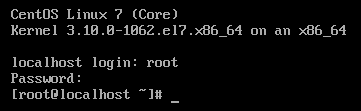 CentOS Linux 7 (Core)
Kernel 3.10.0-1062.el7.x86_64 on an x86_64
localhost login: root
Password:
[root@localhost ~]# _